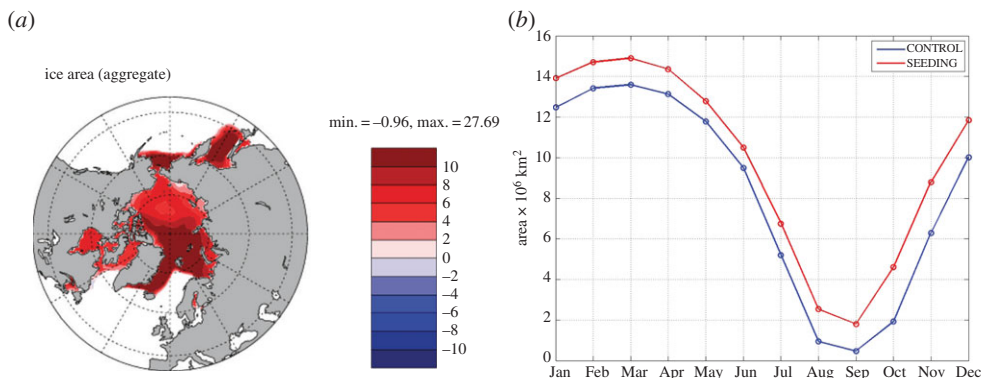 (a)
ice area (aggregate)
min. = –0.96, max. = 27.69
10
8
6
4
2
0
–2
–4
–6
–8
–10
(b)
16
14
12
10
8
6
4
2
0
area × 10⁶ km²
CONTROL
SEEDING
Jan Feb Mar Apr May Jun Jul Aug Sep Oct Nov Dec